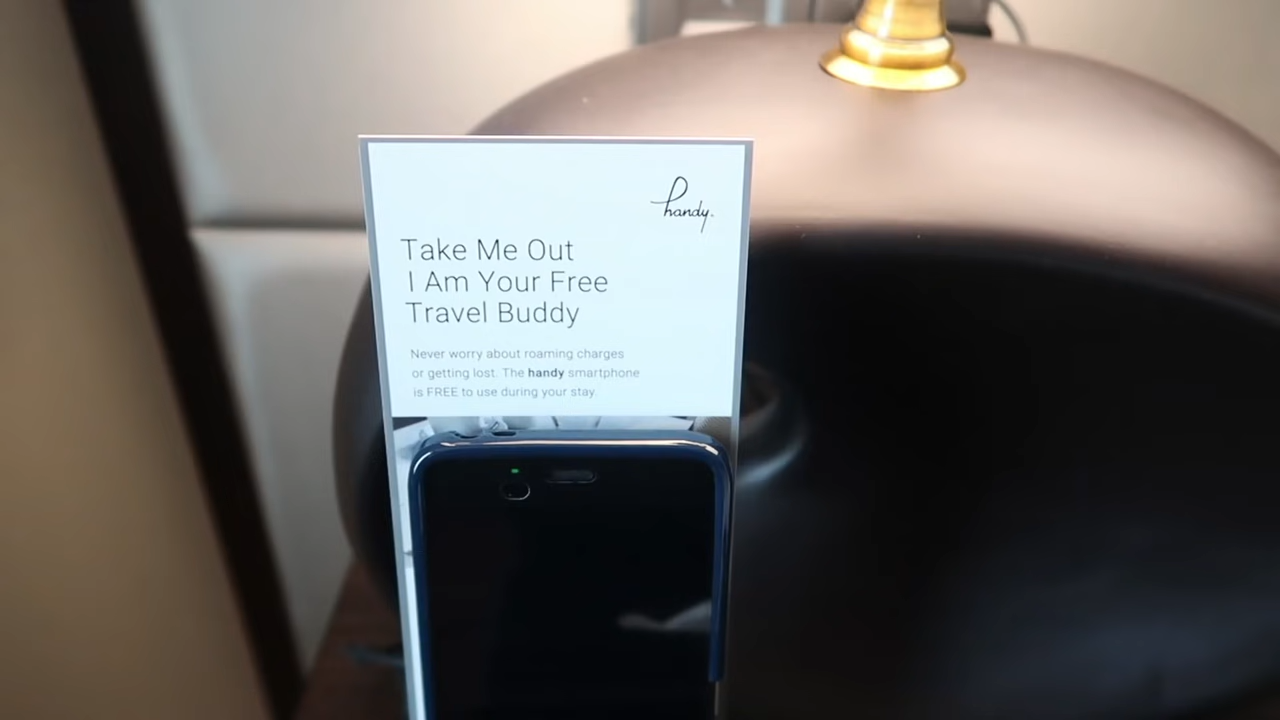 handy.
Take Me Out
I Am Your Free
Travel Buddy
Never worry about roaming charges
or getting lost. The handy smartphone
is FREE to use during your stay.